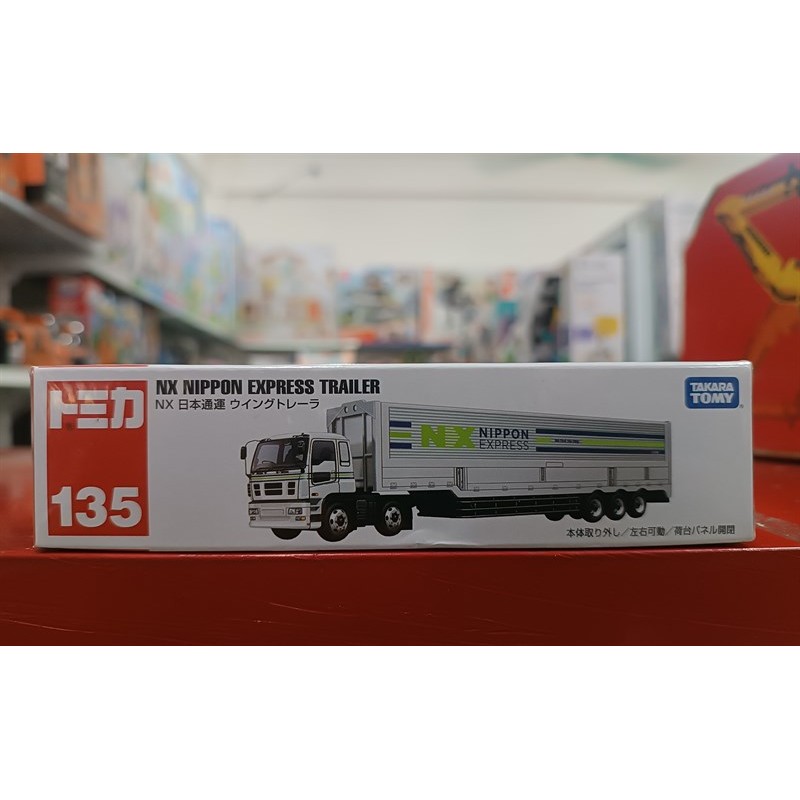 トミカ
135
NX NIPPON EXPRESS TRAILER
NX 日本通運 ウイングトレーラ
NX NIPPON
EXPRESS
TAKARA
TOMY
本体取り外し／左右可動／荷台パネル開閉